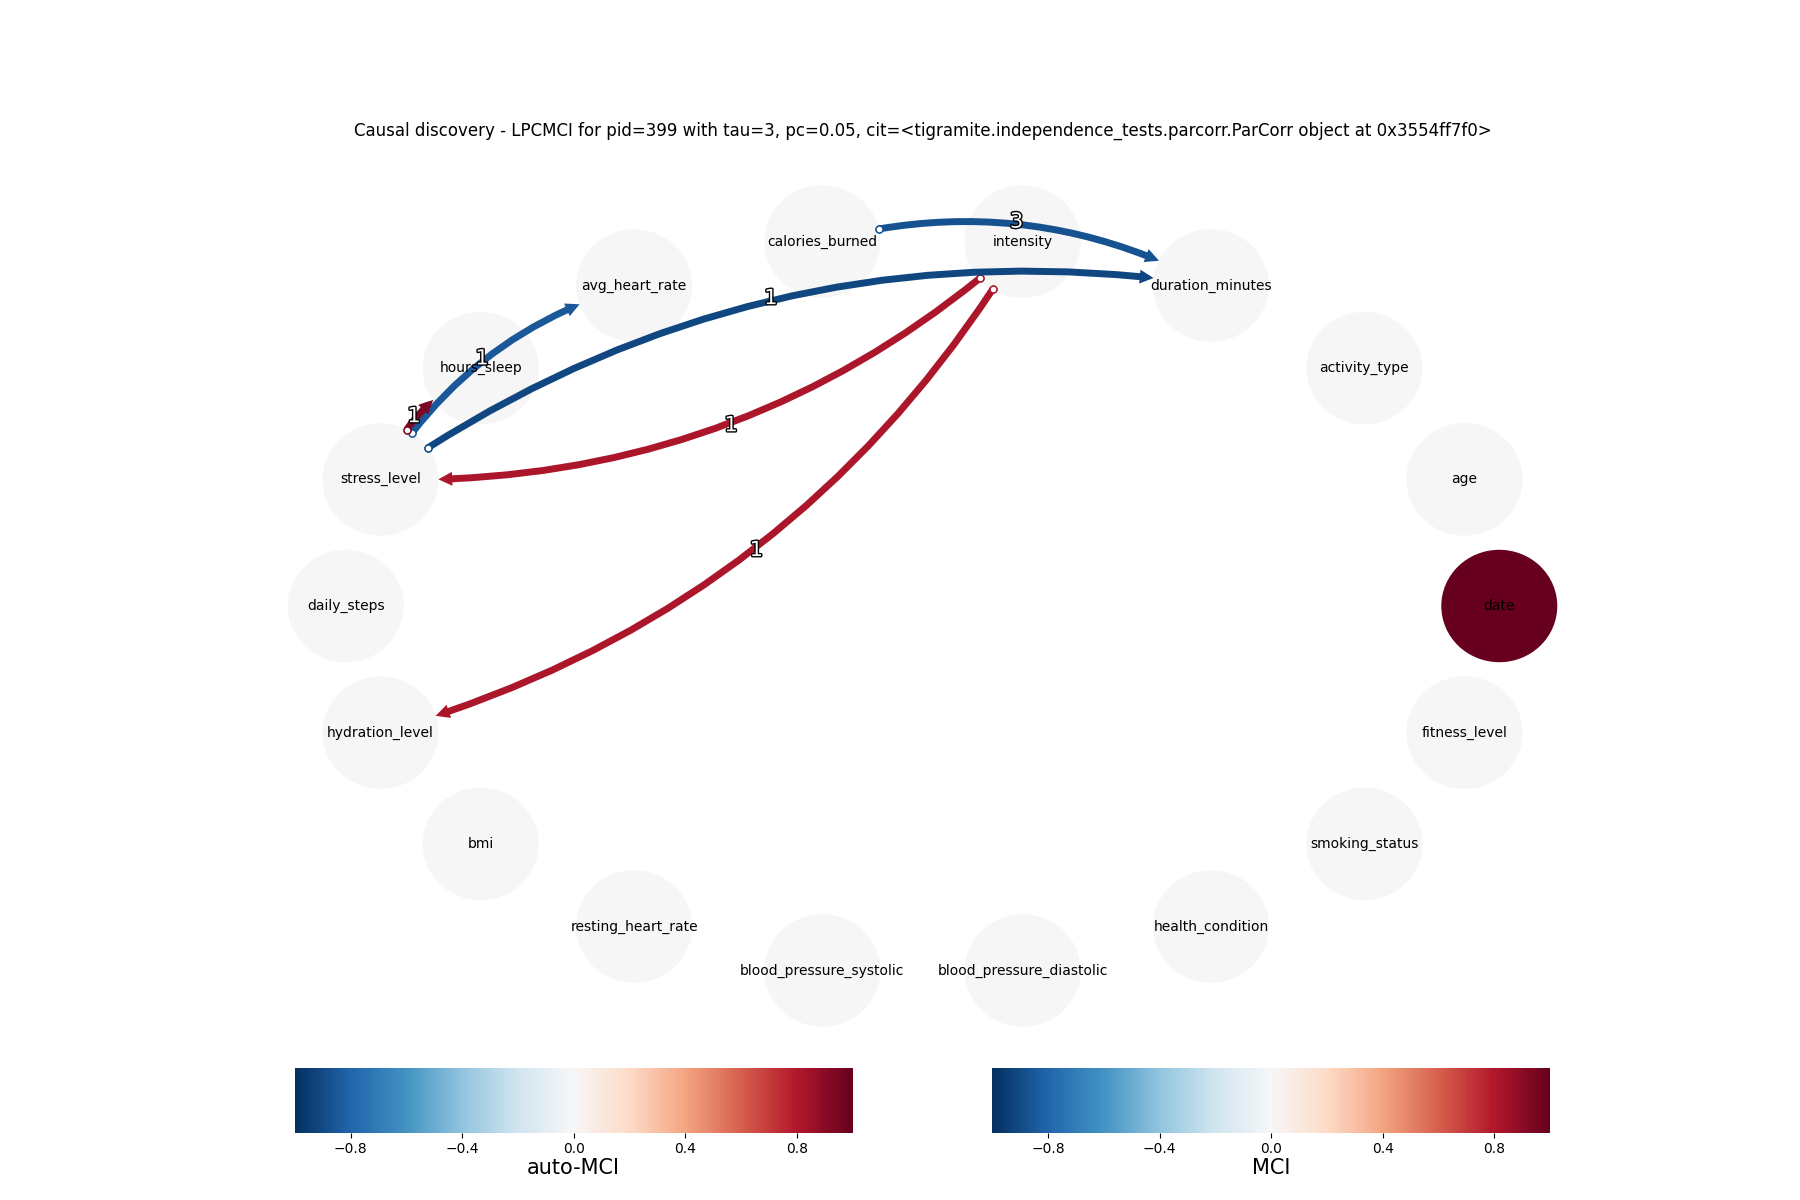 Causal discovery - LPCMCI for pid=399 with tau=3, pc=0.05, cit=<tigramite.independence_tests.parcorr.ParCorr object at 0x3554ff7f0>
3
calories_burned
intensity
avg_heart_rate
duration_minutes
1
1
hours_sleep
activity_type
1
1
stress_level
age
1
daily_steps
date
hydration_level
fitness_level
bmi
smoking_status
resting_heart_rate
health_condition
blood_pressure_systolic
blood_pressure_diastolic
−0.8 −0.4 0.0 0.4 0.8
auto-MCI
−0.8 −0.4 0.0 0.4 0.8
MCI